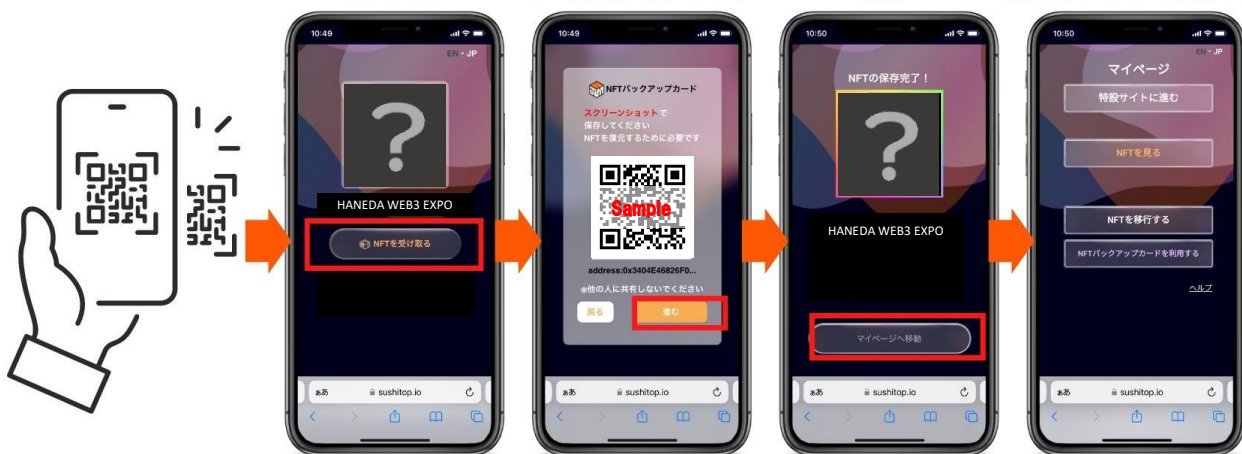 10:49
EN・JP
HANEDA WEB3 EXPO
NFTを受け取る
ああ
sushitop.io
10:49
NFTバックアップカード
スクリーンショットで
保存してください
NFTを復元するために必要です
Sample
address:0x3404E46826F0...
※他の人に共有しないでください
戻る
進む
ああ
sushitop.io
10:50
NFTの保存完了！
HANEDA WEB3 EXPO
マイページへ移動
ああ
sushitop.io
10:50
EN・JP
マイページ
特設サイトに進む
NFTを見る
NFTを移行する
NFTバックアップカードを利用する
ヘルプ
ああ
sushitop.io